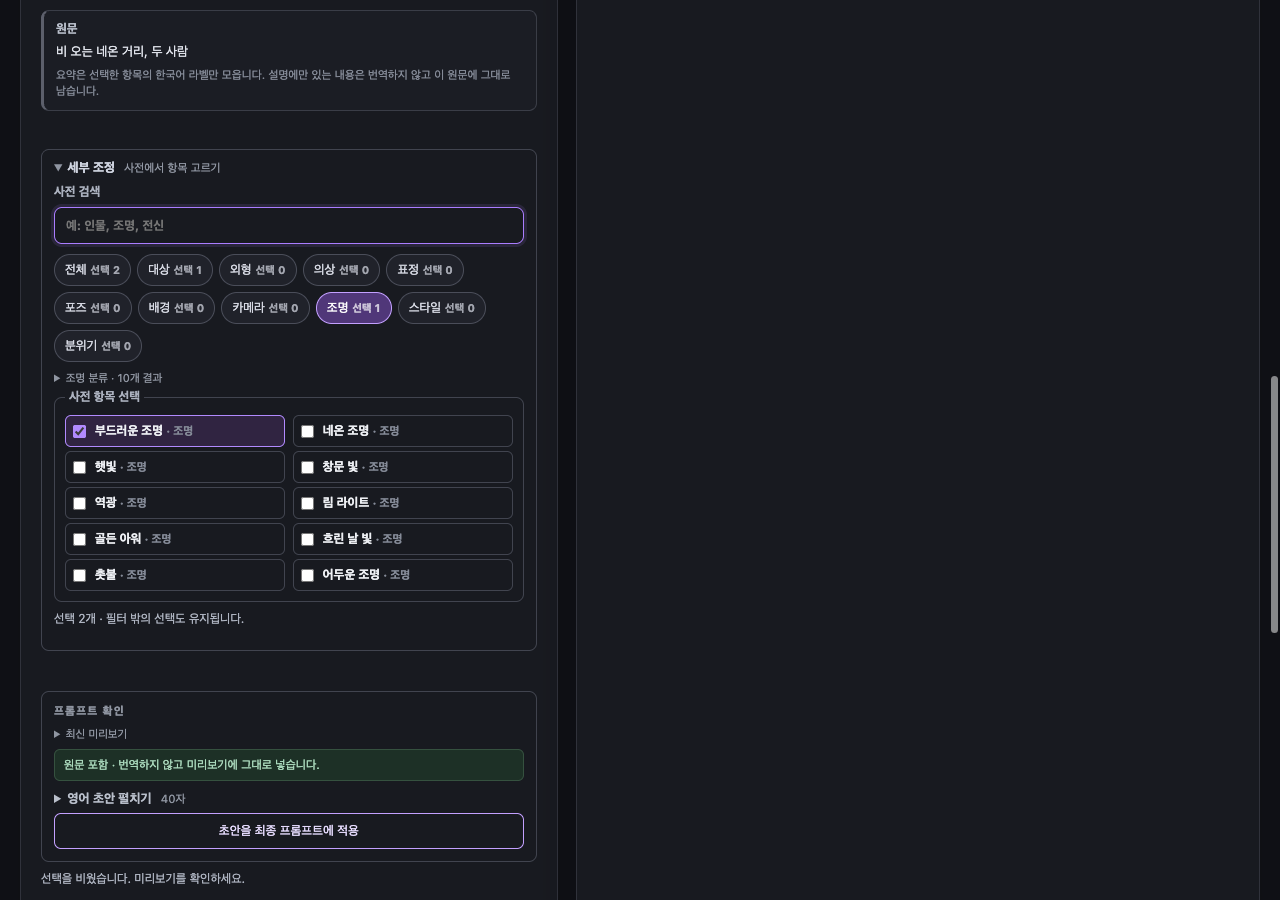 원문
비 오는 네온 거리, 두 사람
요약은 선택한 항목의 한국어 라벨만 모읍니다. 설명에만 있는 내용은 번역하지 않고 이 원문에 그대로
남습니다.
▼ 세부 조정 사전에서 항목 고르기
사전 검색
예: 인물, 조명, 전신
전체 선택 2 대상 선택 1 외형 선택 0 의상 선택 0 표정 선택 0
포즈 선택 0 배경 선택 0 카메라 선택 0 조명 선택 1 스타일 선택 0
분위기 선택 0
▶ 조명 분류 · 10개 결과
사전 항목 선택
부드러운 조명 · 조명 네온 조명 · 조명
햇빛 · 조명 창문 빛 · 조명
역광 · 조명 림 라이트 · 조명
골든 아워 · 조명 흐린 날 빛 · 조명
촛불 · 조명 어두운 조명 · 조명
선택 2개 · 필터 밖의 선택도 유지됩니다.
프롬프트 확인
▶ 최신 미리보기
원문 포함 · 번역하지 않고 미리보기에 그대로 넣습니다.
▶ 영어 초안 펼치기 40자
초안을 최종 프롬프트에 적용
선택을 비웠습니다. 미리보기를 확인하세요.